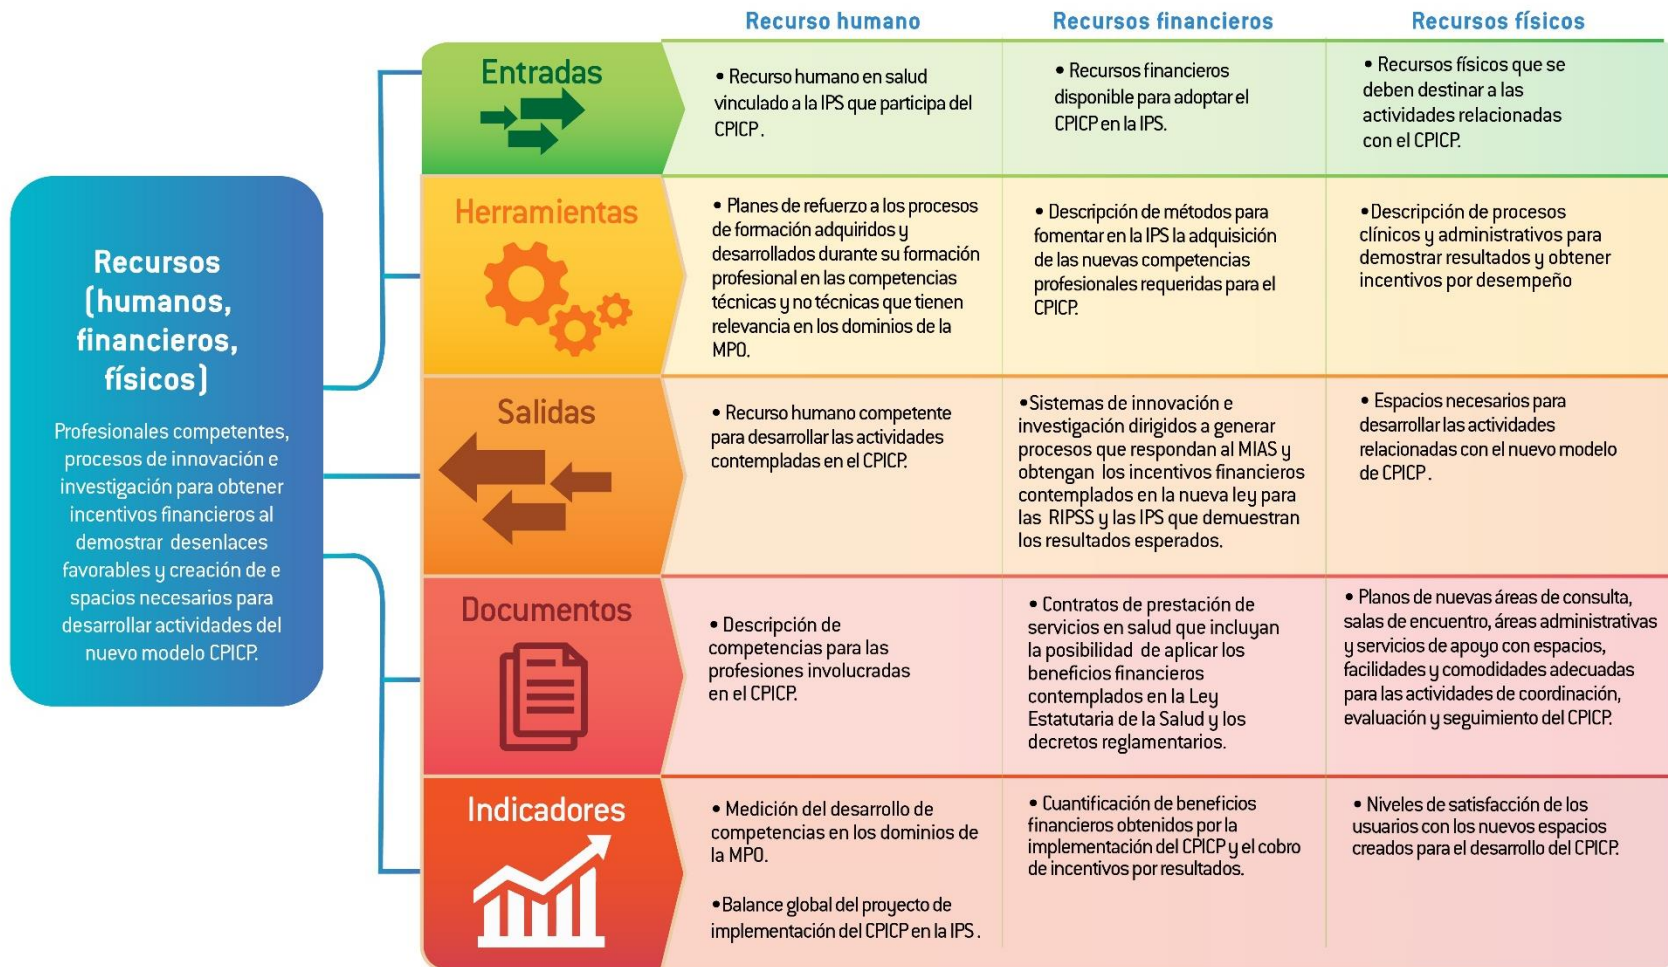 Recurso humano
Recursos financieros
Recursos físicos
Recursos
(humanos,
financieros,
físicos)
Profesionales competentes,
procesos de innovación e
investigación para obtener
incentivos financieros al
demostrar desenlaces
favorables y creación de e
spacios necesarios para
desarrollar actividades del
nuevo modelo CPICP.
Entradas
• Recurso humano en salud
vinculado a la IPS que participa del
CPICP .
• Recursos financieros
disponible para adoptar el
CPICP en la IPS.
• Recursos físicos que se
deben destinar a las
actividades relacionadas
con el CPICP.
Herramientas
• Planes de refuerzo a los procesos
de formación adquiridos y
desarrollados durante su formación
profesional en las competencias
técnicas y no técnicas que tienen
relevancia en los dominios de la
MPO.
• Descripción de métodos para
fomentar en la IPS la adquisición
de las nuevas competencias
profesionales requeridas para el
CPICP.
•Descripción de procesos
clínicos y administrativos para
demostrar resultados y obtener
incentivos por desempeño
Salidas
• Recurso humano competente
para desarrollar las actividades
contempladas en el CPICP.
•Sistemas de innovación e
investigación dirigidos a generar
procesos que respondan al MIAS y
obtengan los incentivos financieros
contemplados en la nueva ley para
las RIPSS y las IPS que demuestran
los resultados esperados.
• Espacios necesarios para
desarrollar las actividades
relacionadas con el nuevo modelo
de CPICP .
Documentos
• Descripción de
competencias para las
profesiones involucradas
en el CPICP.
• Contratos de prestación de
servicios en salud que incluyan
la posibilidad de aplicar los
beneficios financieros
contemplados en la Ley
Estatutaria de la Salud y los
decretos reglamentarios.
• Planos de nuevas áreas de consulta,
salas de encuentro, áreas administrativas
y servicios de apoyo con espacios,
facilidades y comodidades adecuadas
para las actividades de coordinación,
evaluación y seguimiento del CPICP.
Indicadores
• Medición del desarrollo de
competencias en los dominios de
la MPO.
•Balance global del proyecto de
implementación del CPICP en la IPS .
• Cuantificación de beneficios
financieros obtenidos por la
implementación del CPICP y el cobro
de incentivos por resultados.
• Niveles de satisfacción de los
usuarios con los nuevos espacios
creados para el desarrollo del CPICP.